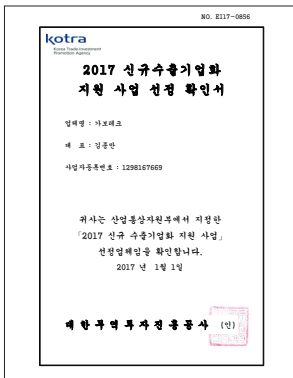 NO. EI17-0856
kotra
Korea Trade-Investment
Promotion Agency
2017 신규수출기업화
지원 사업 선정 확인서
업체명 : 가보테크
대 표 : 김종만
사업자등록번호 : 1298167669
귀사는 산업통상자원부에서 지정한
「2017 신규 수출기업화 지원 사업」
선정업체임을 확인합니다.
2017 년 1월 1일
대한무역투자진흥공사 (인)